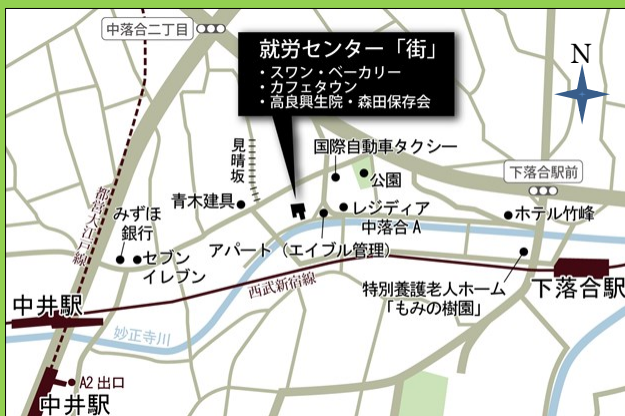 中落合二丁目
就労センター「街」
・スワン・ベーカリー
・カフェタウン
・高良興生院・森田保存会
N
見晴坂
国際自動車タクシー
公園
下落合駅前
青木建具
レジディア
中落合A
ホテル竹峰
みずほ
銀行
セブン
イレブン
アパート（エイブル管理）
都営大江戸線
西武新宿線
特別養護老人ホーム
「もみの樹園」
下落合駅
中井駅
妙正寺川
A2出口
中井駅